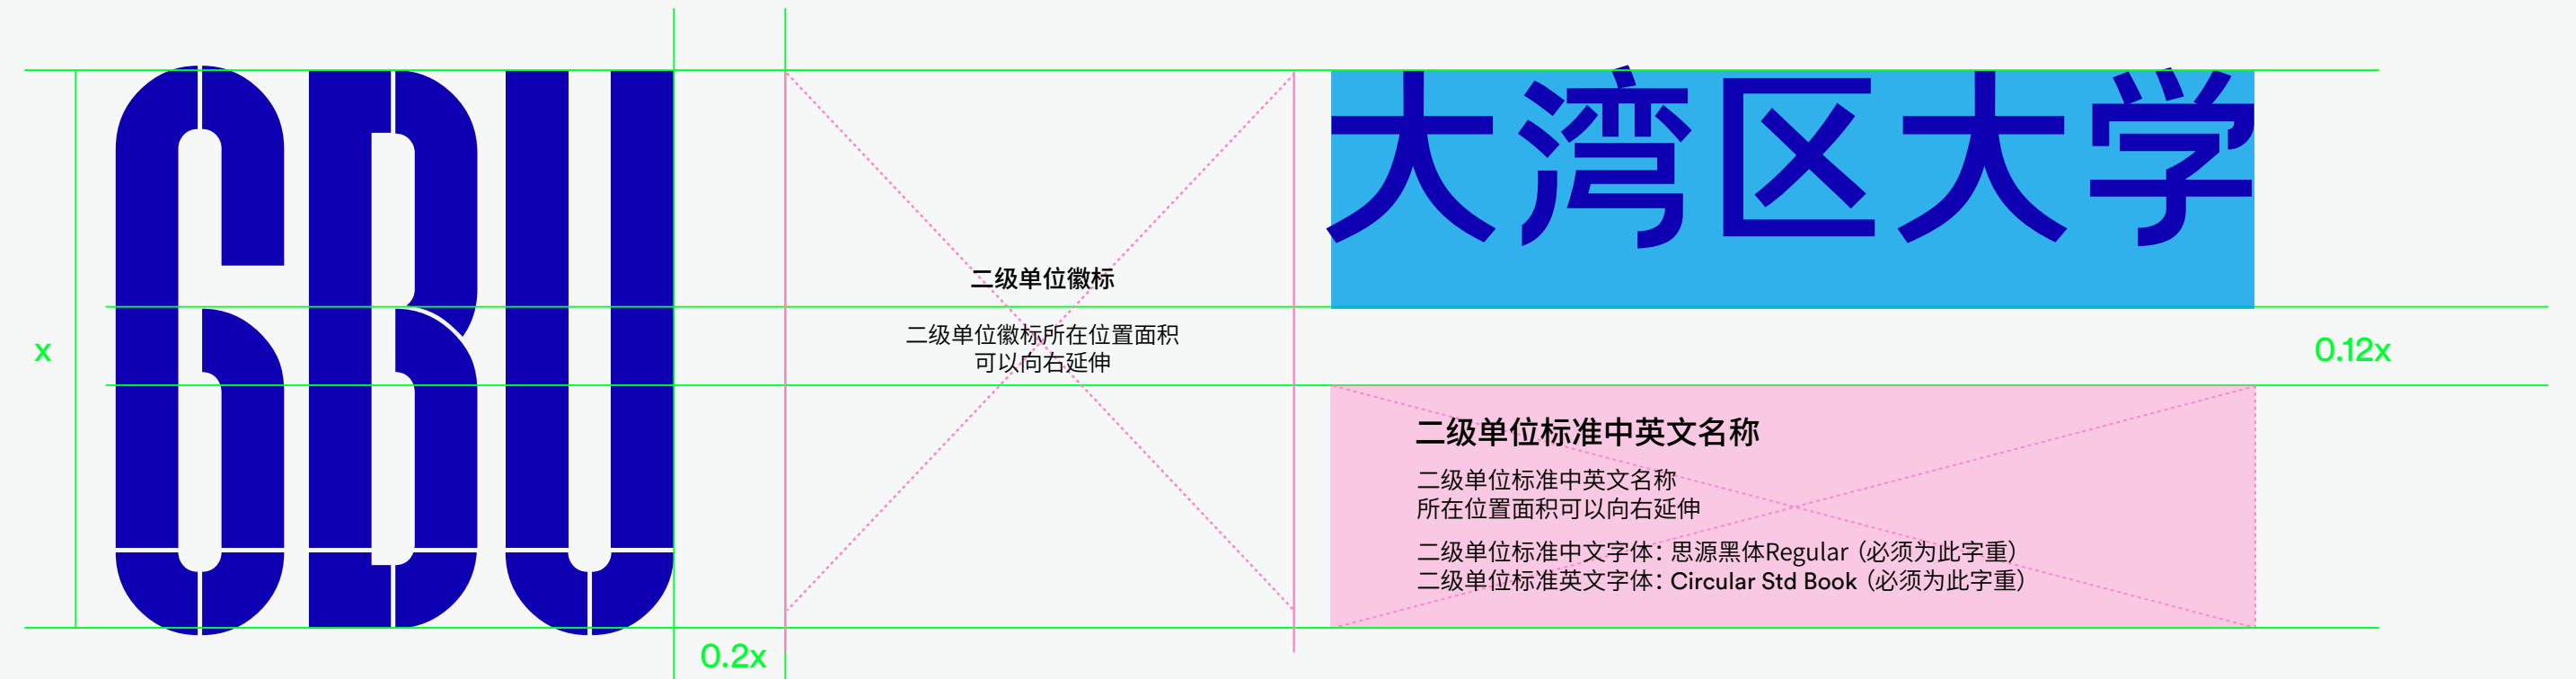 GBU
大湾区大学
x
二级单位徽标
二级单位徽标所在位置面积
可以向右延伸
0.12x
二级单位标准中英文名称
二级单位标准中英文名称
所在位置面积可以向右延伸
二级单位标准中文字体：思源黑体Regular（必须为此字重）
二级单位标准英文字体：Circular Std Book（必须为此字重）
0.2x